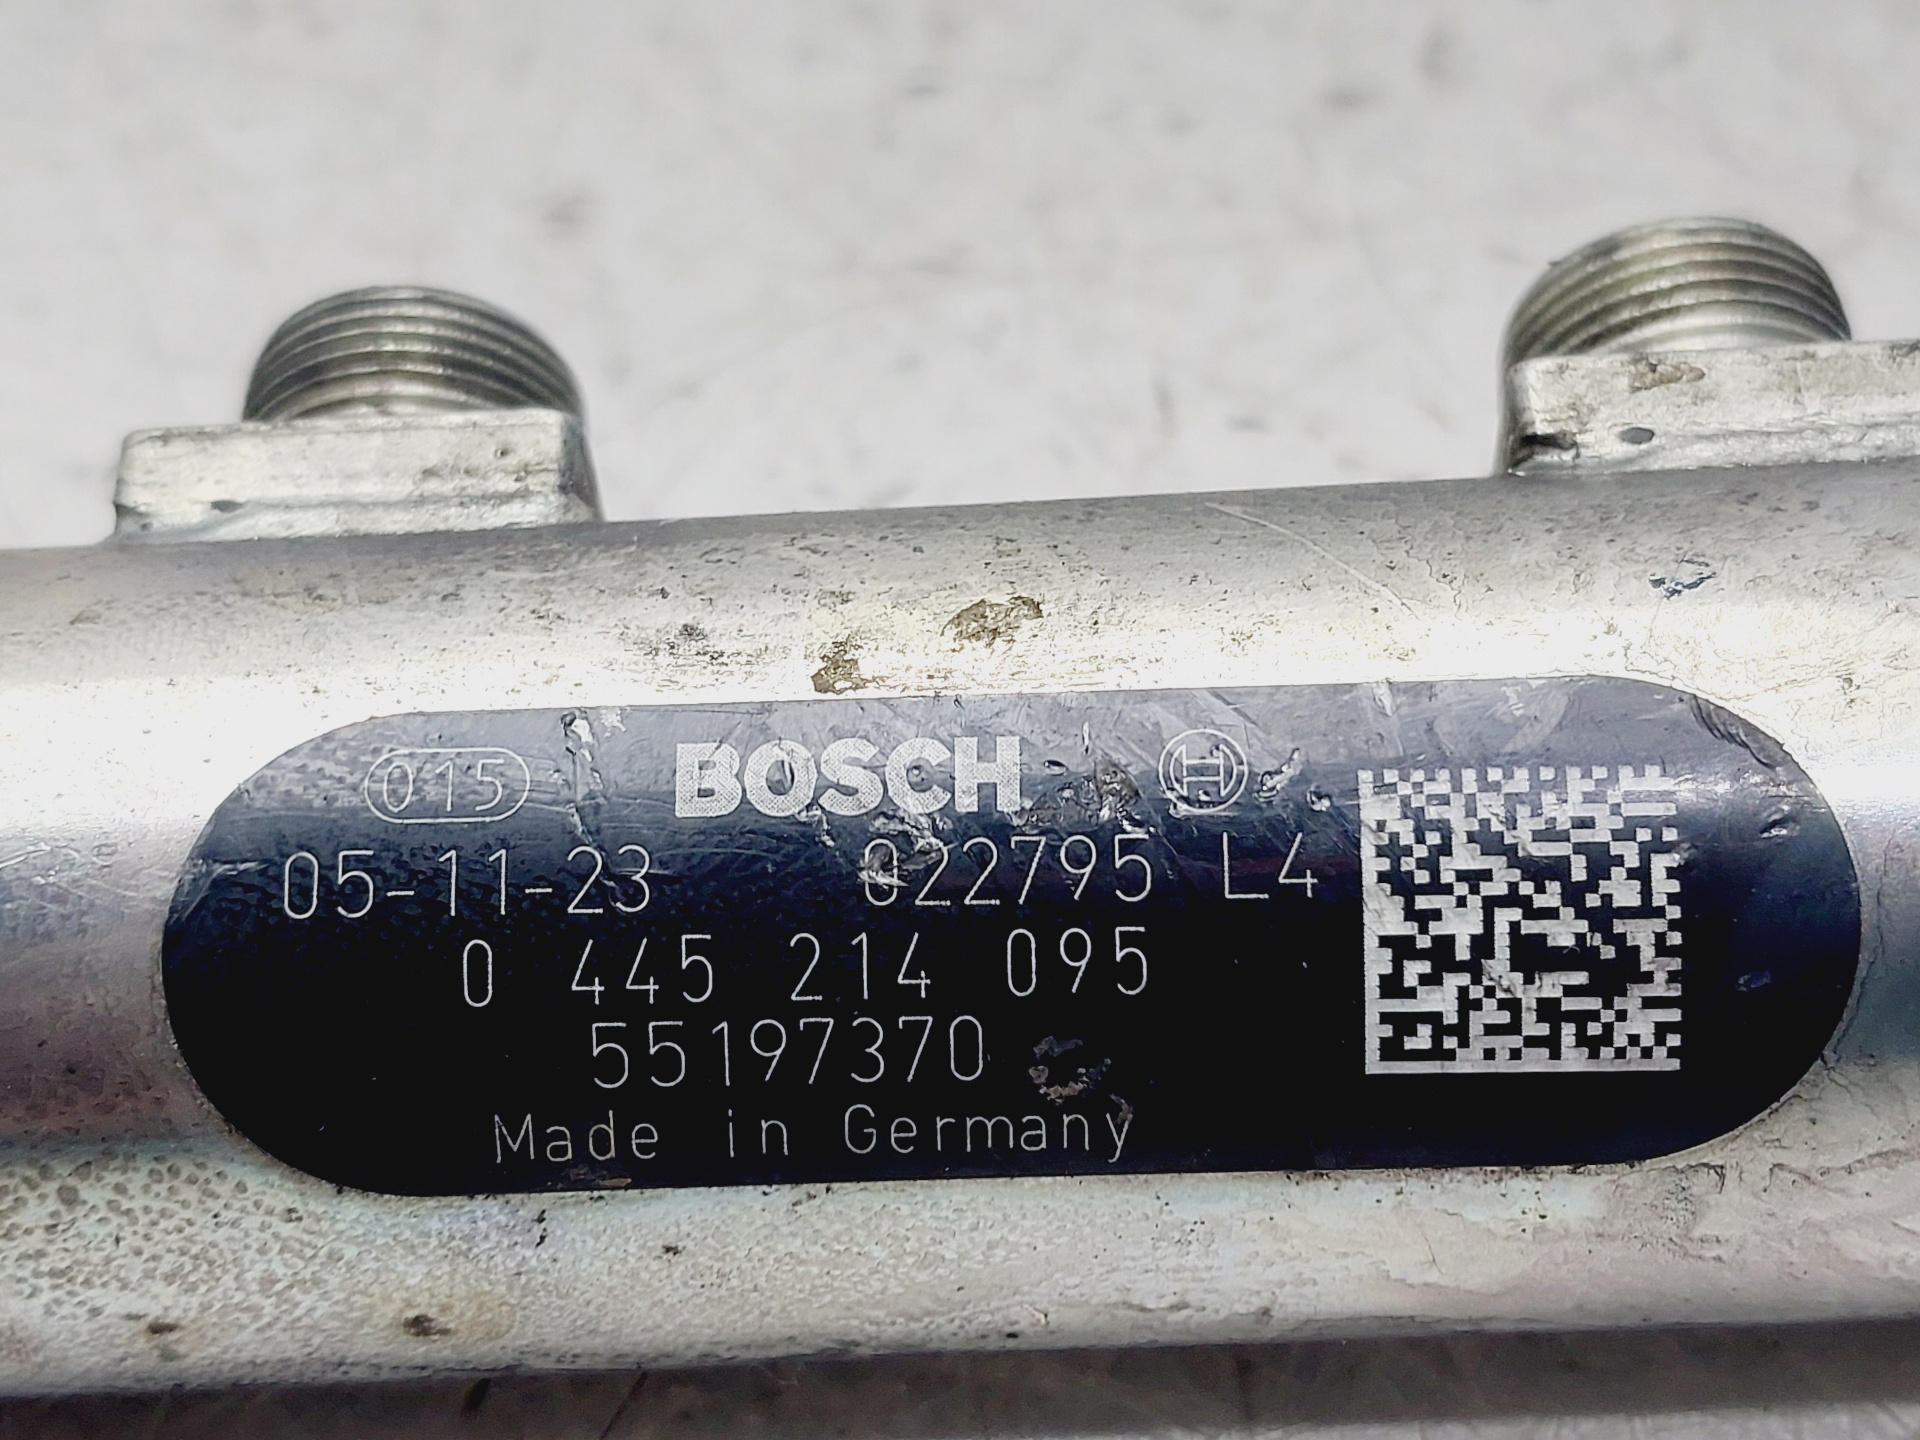 015 BOSCH H
05-11-23 022795 L4
0 445 214 095
55197370
Made in Germany